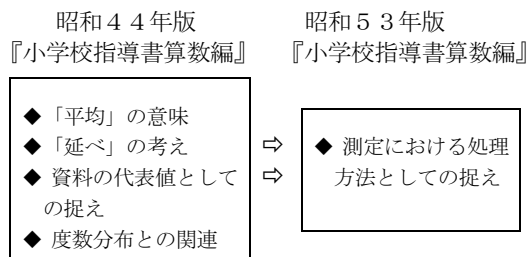 昭和44年版 昭和53年版
『小学校指導書算数編』 『小学校指導書算数編』
◆「平均」の意味
◆「延べ」の考え
◆ 資料の代表値として
の捉え
◆ 度数分布との関連
⇨
⇨
◆ 測定における処理
方法としての捉え